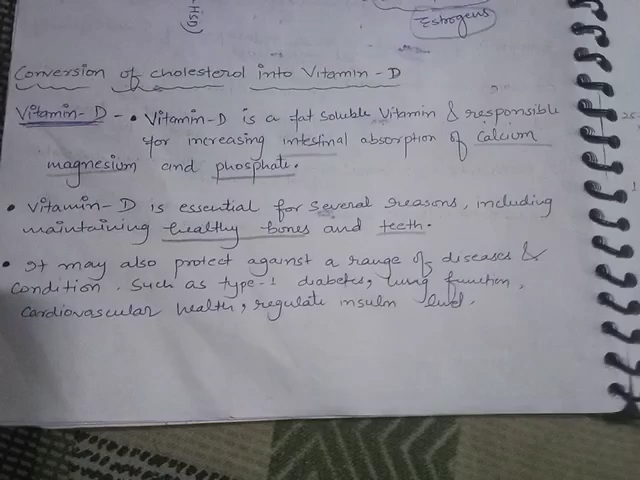 -HSD)
Estrogens
Conversion of cholesterol into Vitamin-D
Vitamin-D - • Vitamin-D is a fat soluble Vitamin & responsible
for increasing intestinal absorption of calcium
magnesium and phosphate.
• Vitamin-D is essential for several reasons, including
maintaining healthy bones and teeth.
• It may also protect against a range of diseases &
condition. Such as type-1 diabetes, lung function,
cardiovascular health, regulate insulin level.